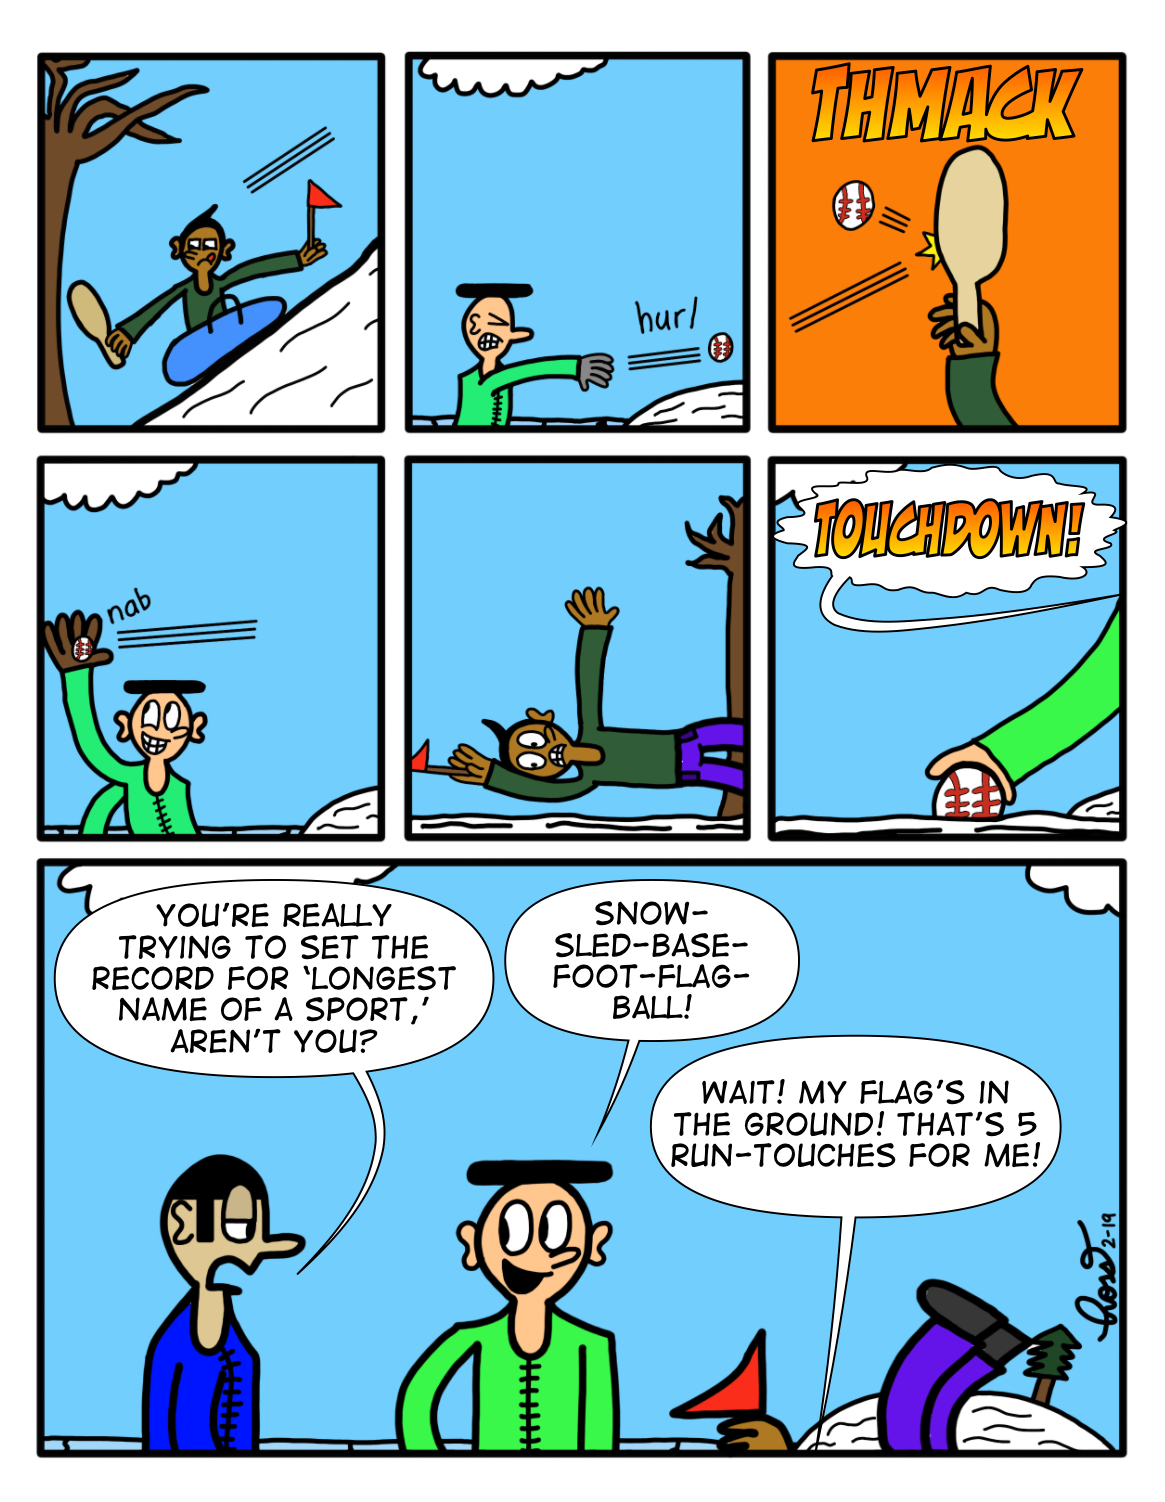 hurl
THMACK
nab
TOUCHDOWN!
YOU'RE REALLY
TRYING TO SET THE
RECORD FOR 'LONGEST
NAME OF A SPORT,'
AREN'T YOU?
SNOW-
SLED-BASE-
FOOT-FLAG-
BALL!
WAIT! MY FLAG'S IN
THE GROUND! THAT'S 5
RUN-TOUCHES FOR ME!
2-19